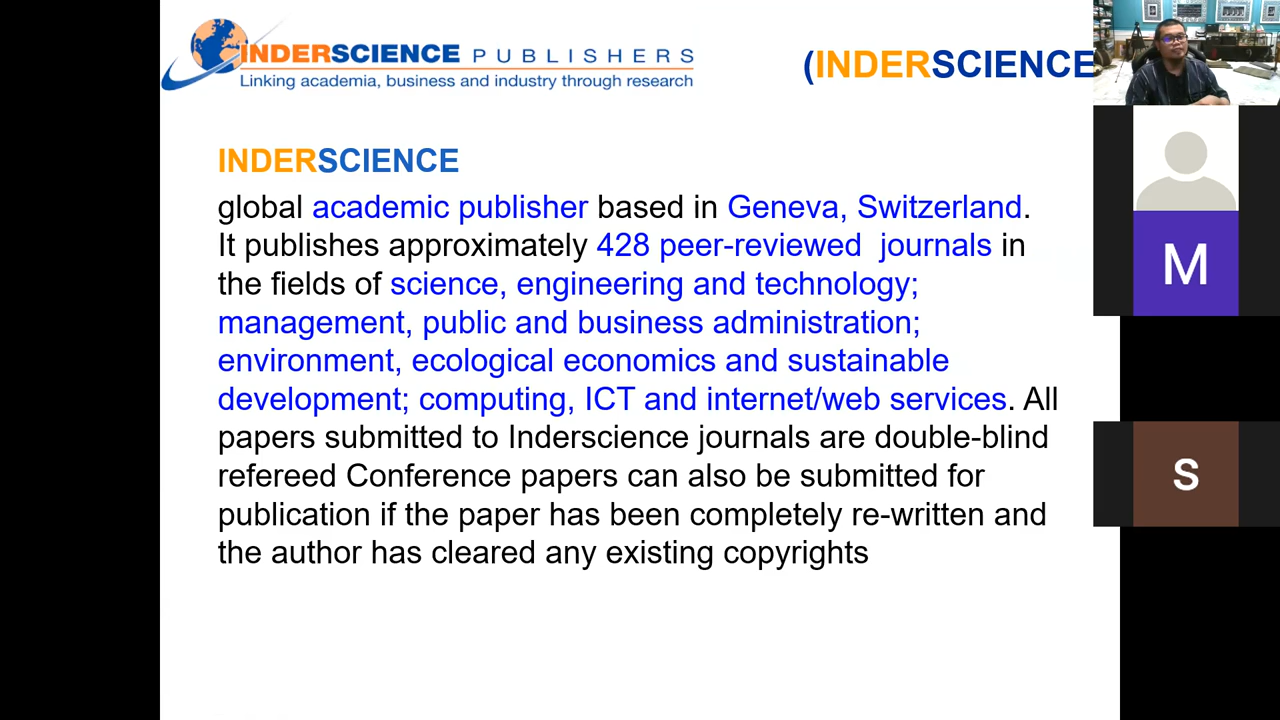 INDERSCIENCE PUBLISHERS
Linking academia, business and industry through research
(INDERSCIENCE
INDERSCIENCE
global academic publisher based in Geneva, Switzerland.
It publishes approximately 428 peer-reviewed  journals in
the fields of science, engineering and technology;
management, public and business administration;
environment, ecological economics and sustainable
development; computing, ICT and internet/web services. All
papers submitted to Inderscience journals are double-blind
refereed Conference papers can also be submitted for
publication if the paper has been completely re-written and
the author has cleared any existing copyrights
M
S